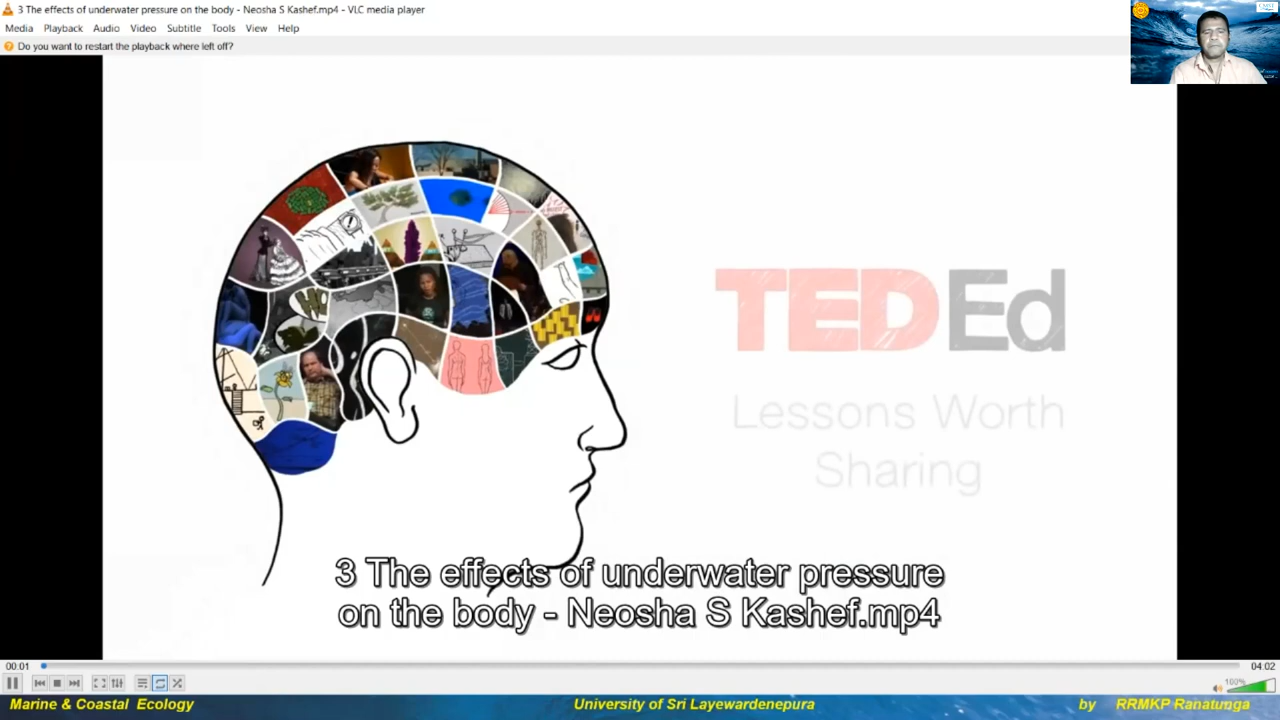 3 The effects of underwater pressure on the body - Neosha S Kashef.mp4 - VLC media player
Media Playback Audio Video Subtitle Tools View Help
Do you want to restart the playback where left off?
TEDEd
Lessons Worth
Sharing
3 The effects of underwater pressure
on the body - Neosha S Kashef.mp4
00:01 04:02
100%
Marine & Coastal Ecology University of Sri Layewardenepura by RRMKP Ranatunga